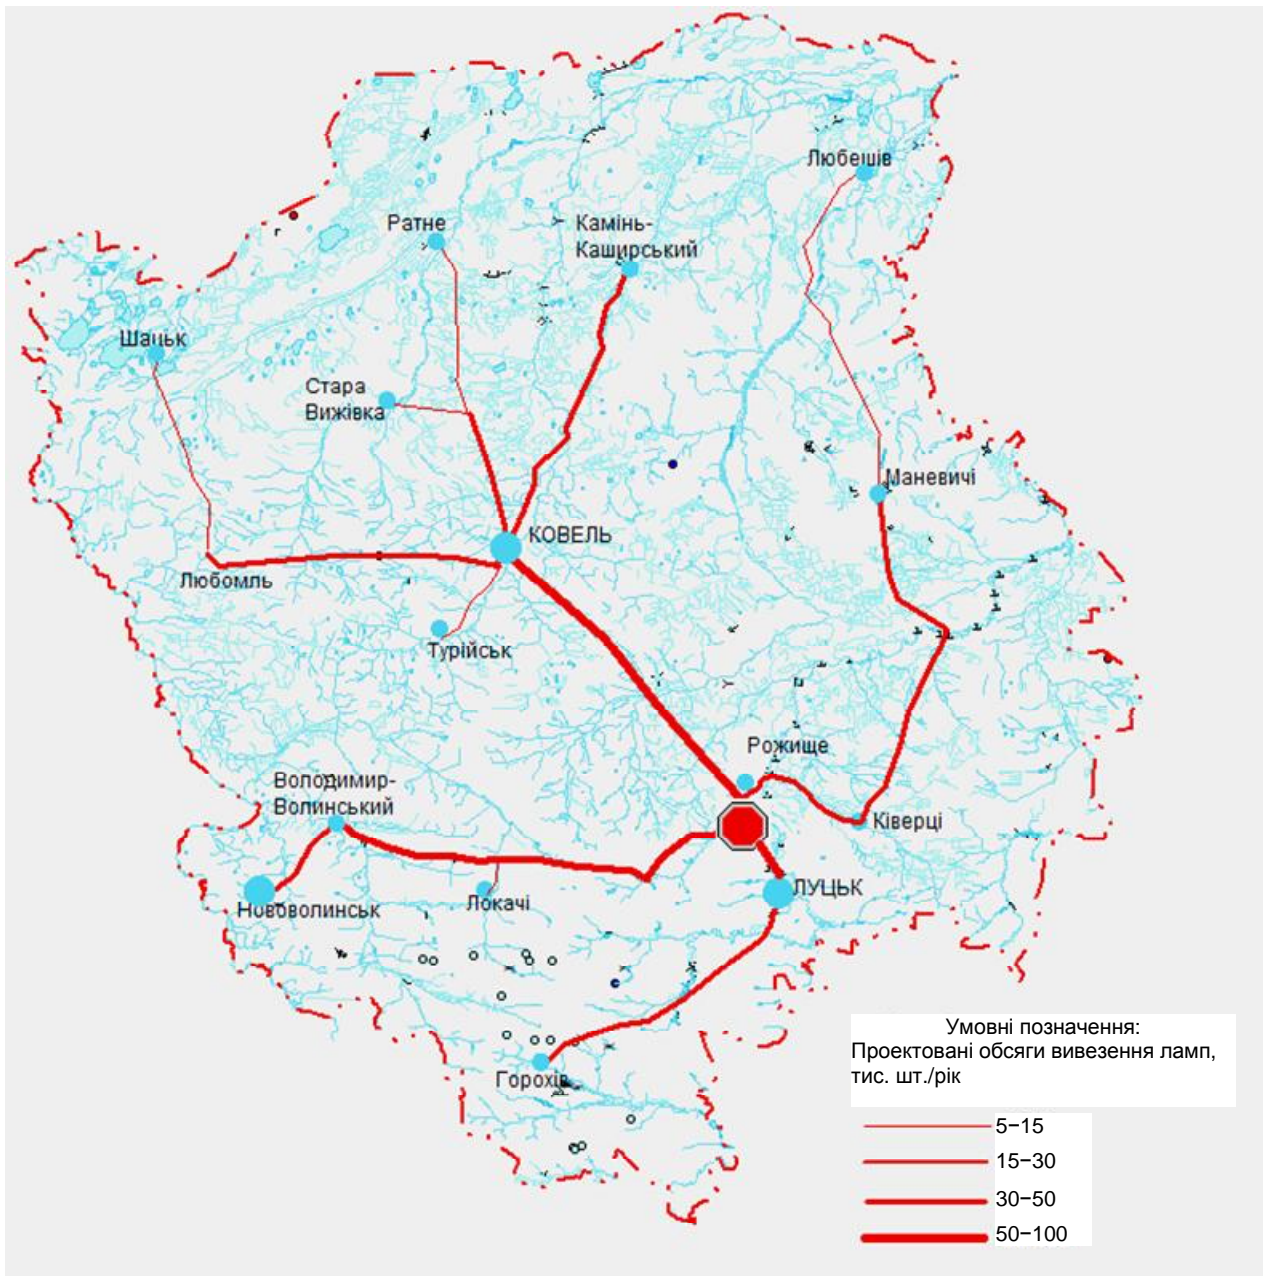 Любешів
Ратне
Камінь-
Каширський
Шацьк
Стара
Вижівка
Маневичі
КОВЕЛЬ
Любомль
Турійськ
Рожище
Володимир-
Волинський
Ківерці
ЛУЦЬК
Нововолинськ
Локачі
Горохів
Умовні позначення:
Проектовані обсяги вивезення ламп,
тис. шт./рік
5−15
15−30
30−50
50−100